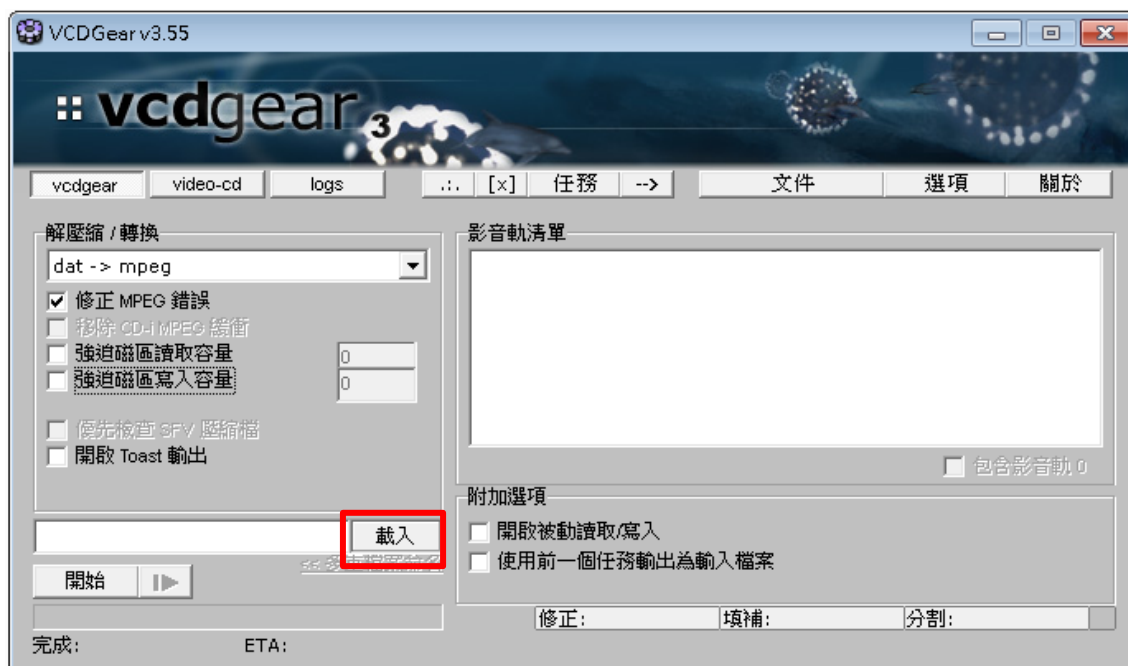 VCDGear v3.55
vcdgear 3
vcdgear video-cd logs .:. [x] 任務 --> 文件 選項 關於
解壓縮 / 轉換
dat -> mpeg
修正 MPEG 錯誤
移除 CD-i MPEG 緩衝
強迫磁區讀取容量 0
強迫磁區寫入容量 0
優先檢查 SFV 壓縮檔
開啟 Toast 輸出
影音軌清單
包含影音軌 0
載入
開始
附加選項
開啟被動讀取/寫入
使用前一個任務輸出為輸入檔案
修正: 填補: 分割:
完成: ETA: